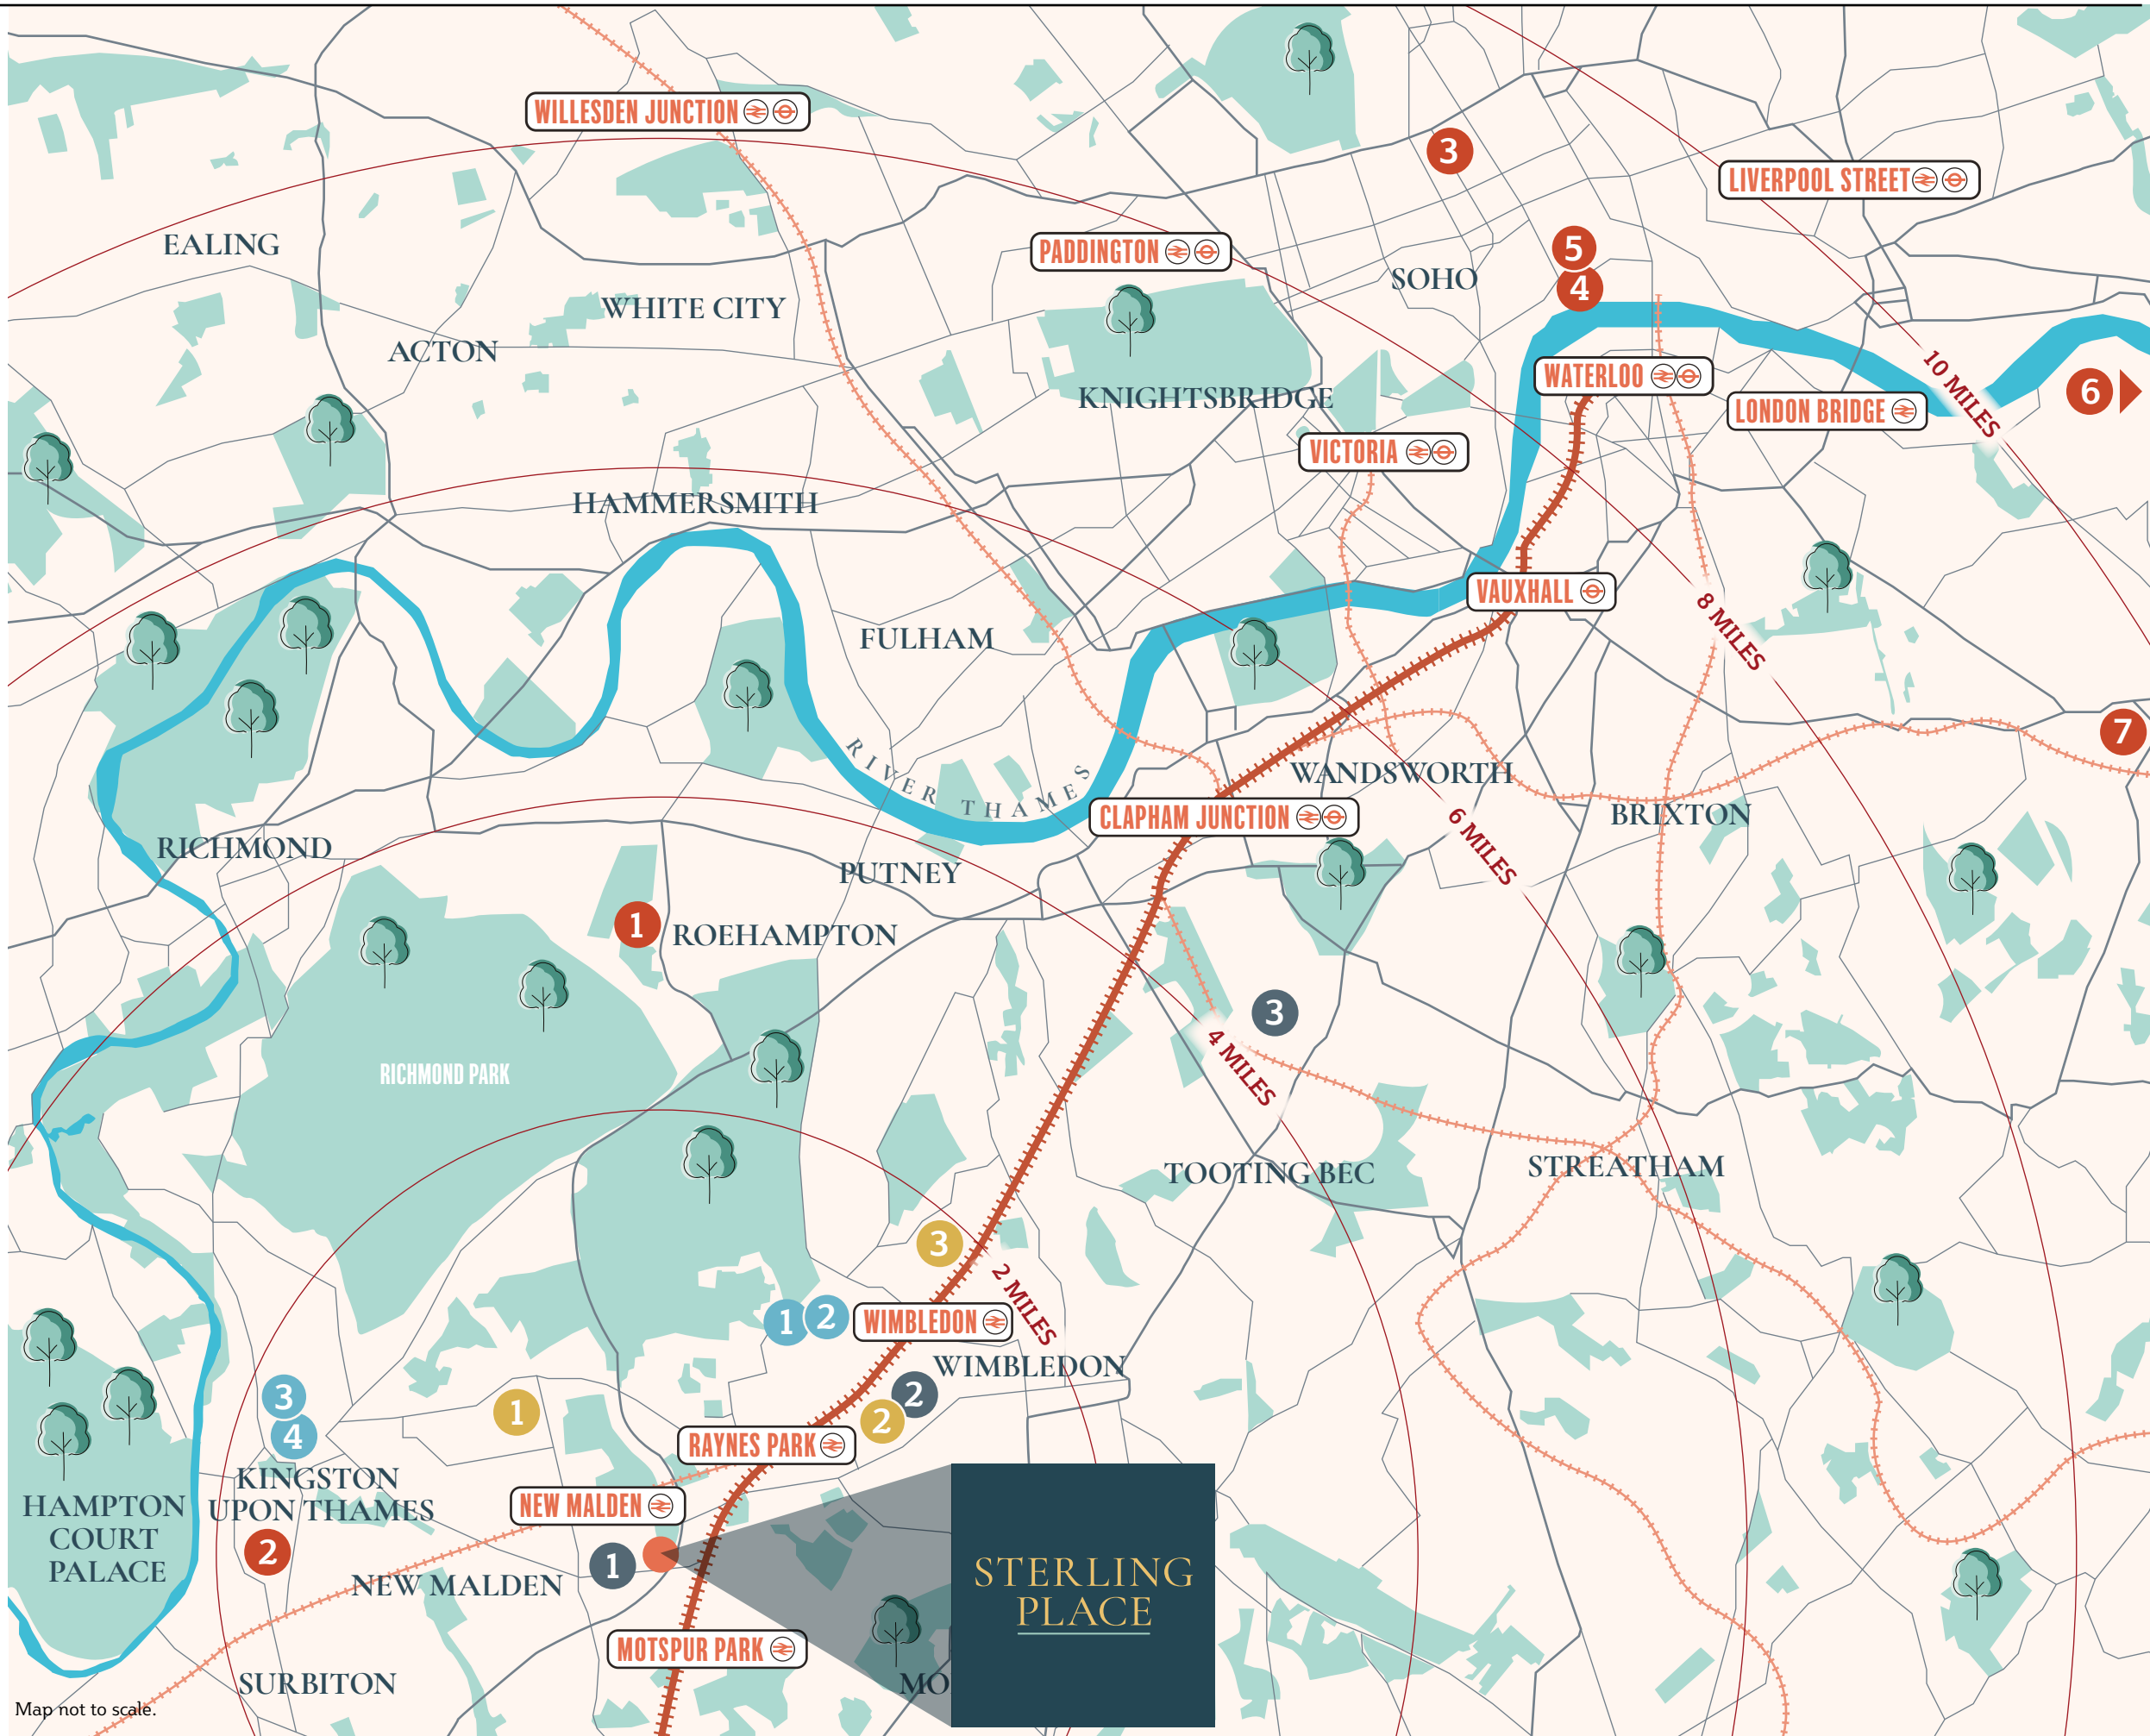 WILLESDEN JUNCTION
3
LIVERPOOL STREET
EALING
PADDINGTON
5
SOHO
4
WHITE CITY
ACTON
WATERLOO
10 MILES
6
KNIGHTSBRIDGE
LONDON BRIDGE
VICTORIA
HAMMERSMITH
VAUXHALL
8 MILES
FULHAM
7
RIVER THAMES
WANDSWORTH
CLAPHAM JUNCTION
BRIXTON
RICHMOND
6 MILES
PUTNEY
1
ROEHAMPTON
3
RICHMOND PARK
4 MILES
TOOTING BEC
STREATHAM
3
2 MILES
1
2
WIMBLEDON
WIMBLEDON
3
2
1
2
4
RAYNES PARK
KINGSTON
UPON THAMES
NEW MALDEN
HAMPTON
COURT
PALACE
2
1
NEW MALDEN
STERLING
PLACE
MOTSPUR PARK
SURBITON
MO
Map not to scale.